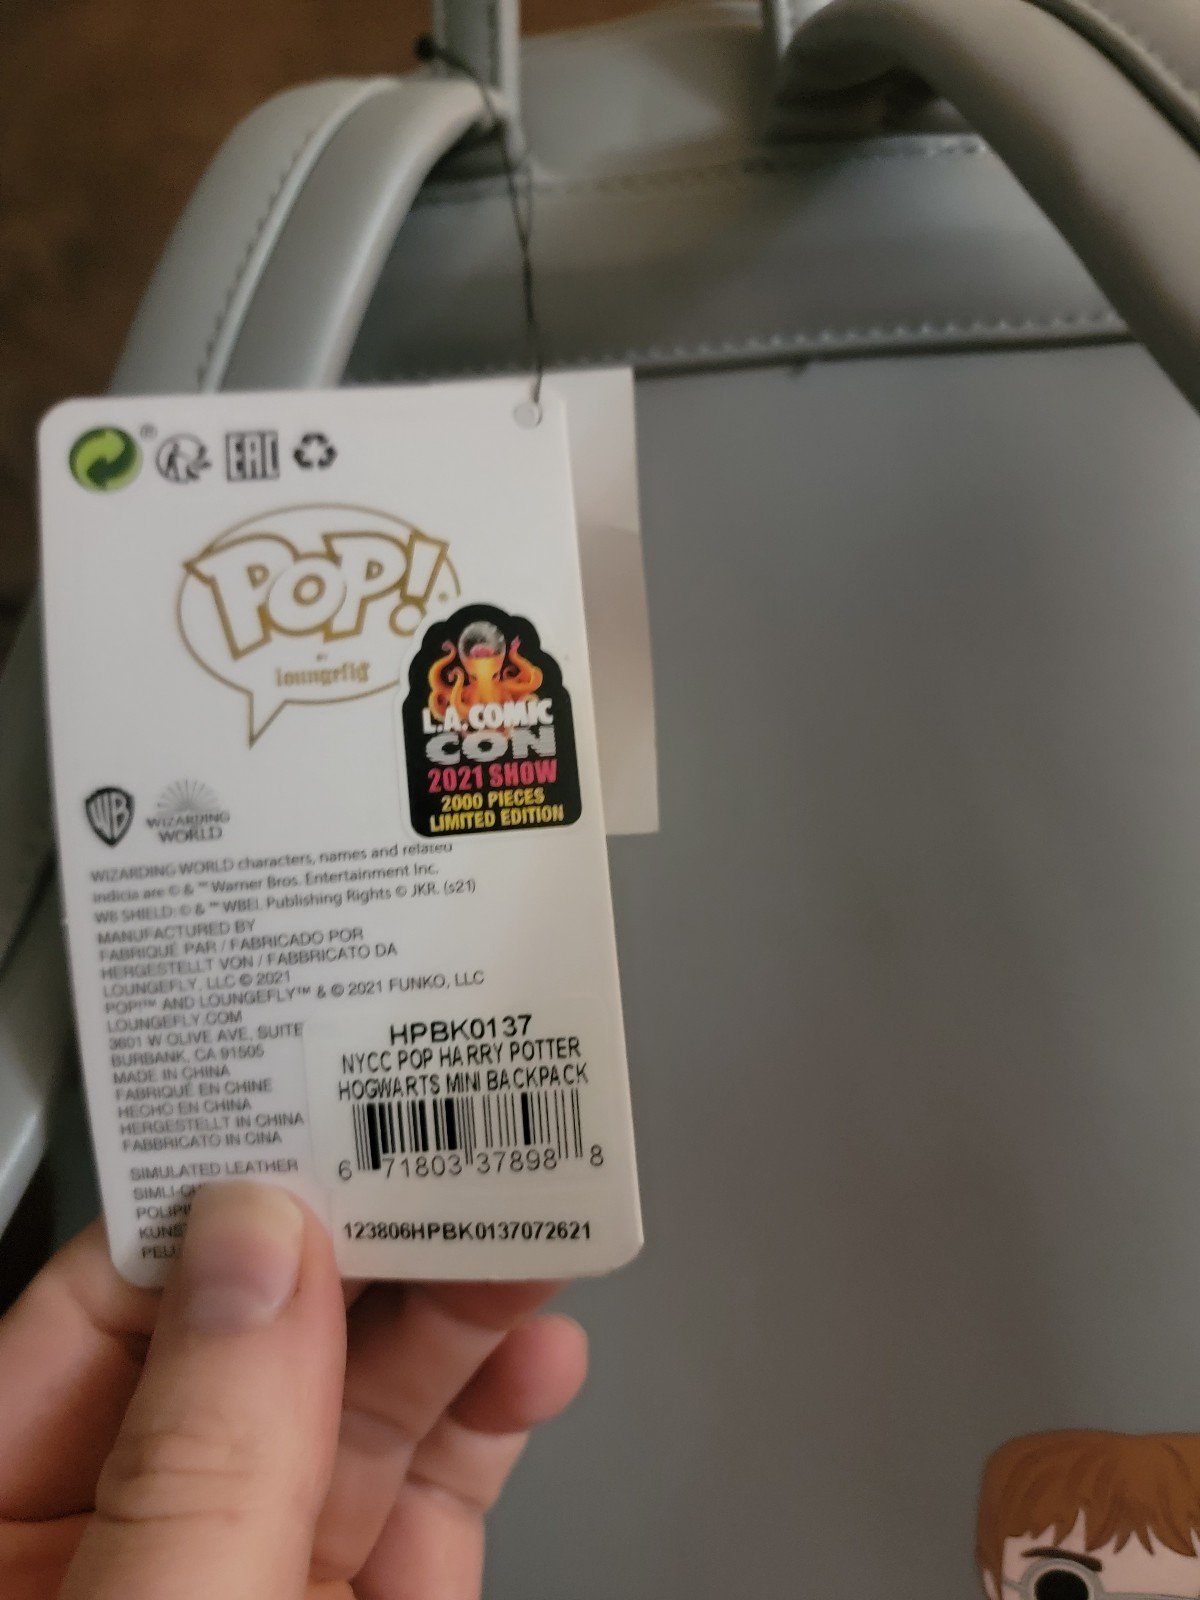 EAC
POP!
BY
loungefly
L.A. COMIC
CON
2021 SHOW
2000 PIECES
LIMITED EDITION
WB
WIZARDING
WORLD
WIZARDING WORLD characters, names and related
indicia are © & ™ Warner Bros. Entertainment Inc.
WB SHIELD: © & ™ WBEI. Publishing Rights © JKR. (s21)
MANUFACTURED BY
FABRIQUÉ PAR / FABRICADO POR
HERGESTELLT VON / FABBRICATO DA
LOUNGEFLY, LLC © 2021
POP!™ AND LOUNGEFLY™ & © 2021 FUNKO, LLC
LOUNGEFLY.COM
3601 W OLIVE AVE, SUITE
BURBANK, CA 91505
MADE IN CHINA
FABRIQUÉ EN CHINE
HECHO EN CHINA
HERGESTELLT IN CHINA
FABBRICATO IN CINA
SIMULATED LEATHER
HPBK0137
NYCC POP HARRY POTTER
HOGWARTS MINI BACKPACK
6 71803 37898 8
123806HPBK0137072621